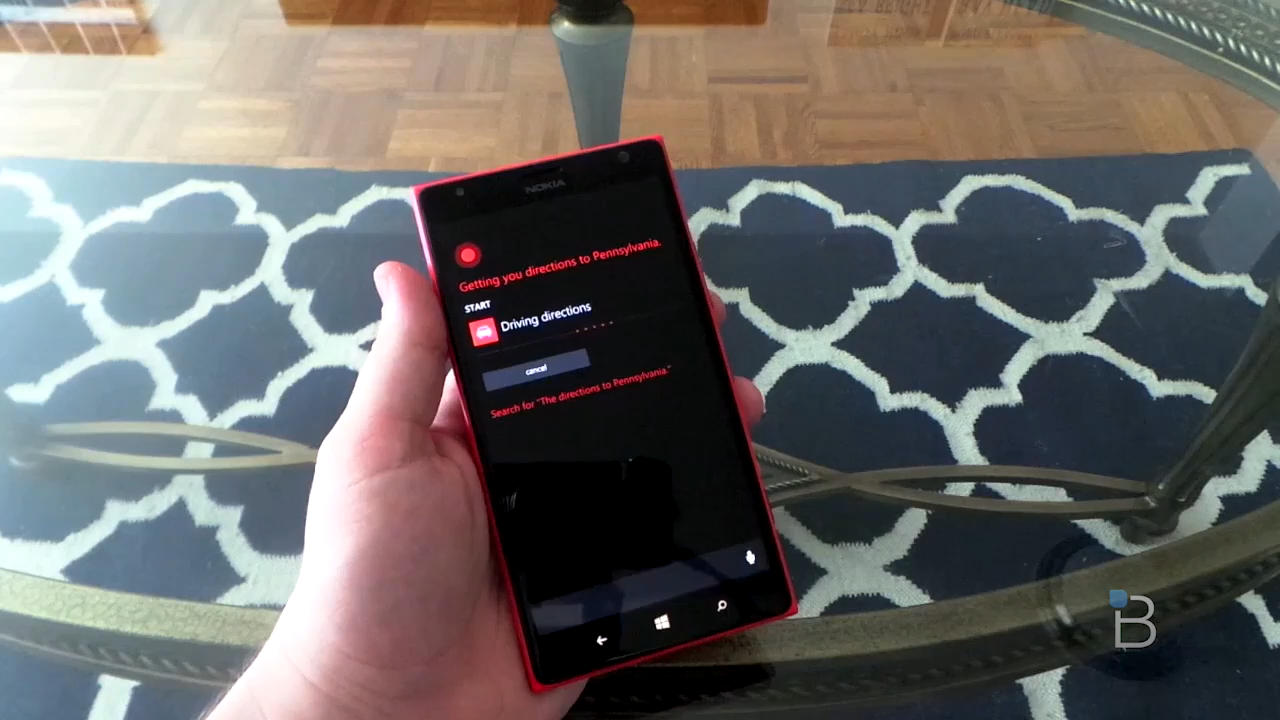 NOKIA
Getting you directions to Pennsylvania.
START
Driving directions
cancel
Search for "The directions to Pennsylvania."
B